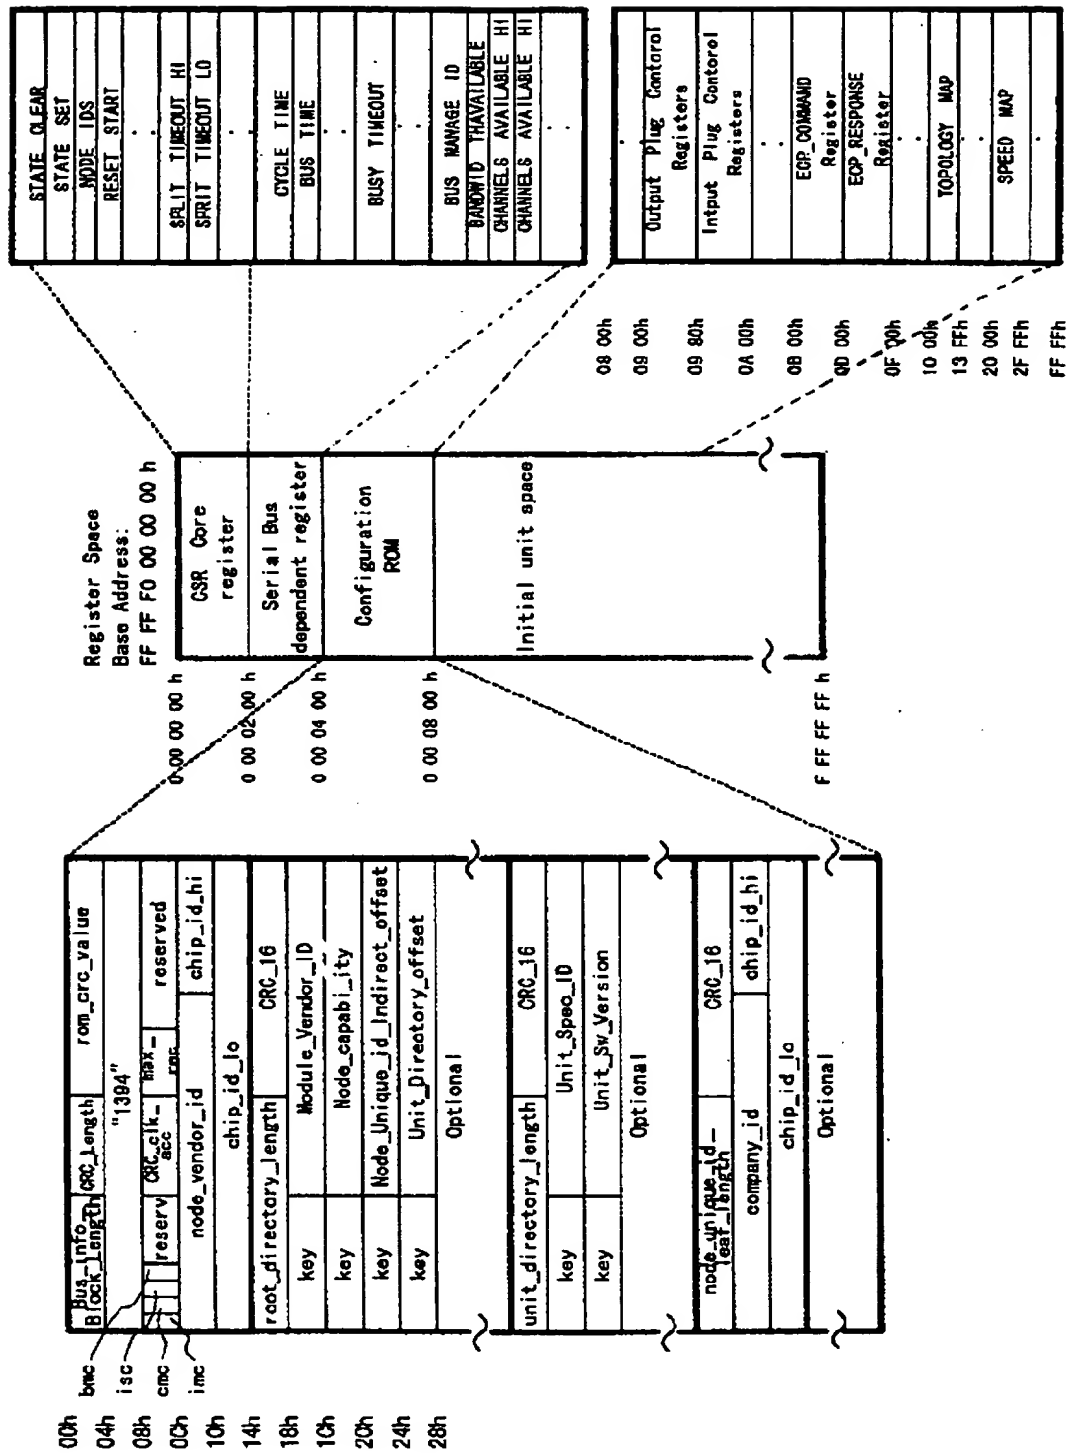 00h
04h
08h
0Ch
10h
14h
18h
1Ch
20h
24h
28h
bmc
isc
cmc
imc
Bus_info_
Block_length
CRC_length
rom_crc_value
"1394"
reserv
CRC_clk_
acc
max_
rec
reserved
node_vendor_id
chip_id_hi
chip_id_lo
root_directory_length
CRC_16
key
Module_Vendor_ID
key
Node_capabi_ity
key
Node_Unique_id_Indirect_offset
key
Unit_Directory_offset
Optional
unit_directory_length
CRC_16
key
Unit_Spec_ID
key
Unit_Sw_Version
Optional
node_unique_id_
leaf_length
CRC_16
company_id
chip_id_hi
chip_id_lo
Optional
Register Space
Base Address:
FF FF F0 00 00 00 h
0 00 00 00 h
0 00 02 00 h
0 00 04 00 h
0 00 08 00 h
F FF FF FF h
CSR Core
register
Serial Bus
dependent register
Configuration
ROM
Initial unit space
STATE CLEAR
STATE SET
NODE IDS
RESET START
SPLIT TIMEOUT HI
SPRIT TIMEOUT LO
CYCLE TIME
BUS TIME
BUSY TIMEOUT
BUS MANAGE ID
BANDWID THAVAILABLE
CHANNELS AVAILABLE HI
CHANNELS AVAILABLE HI
08 00h
09 00h
09 80h
0A 00h
0B 00h
0D 00h
0F 00h
10 00h
13 FFh
20 00h
2F FFh
FF FFh
Output Plug Contorol
Registers
Intput Plug Contorol
Registers
ECP_COMMAND
Register
ECP_RESPONSE
Register
TOPOLOGY MAP
SPEED MAP